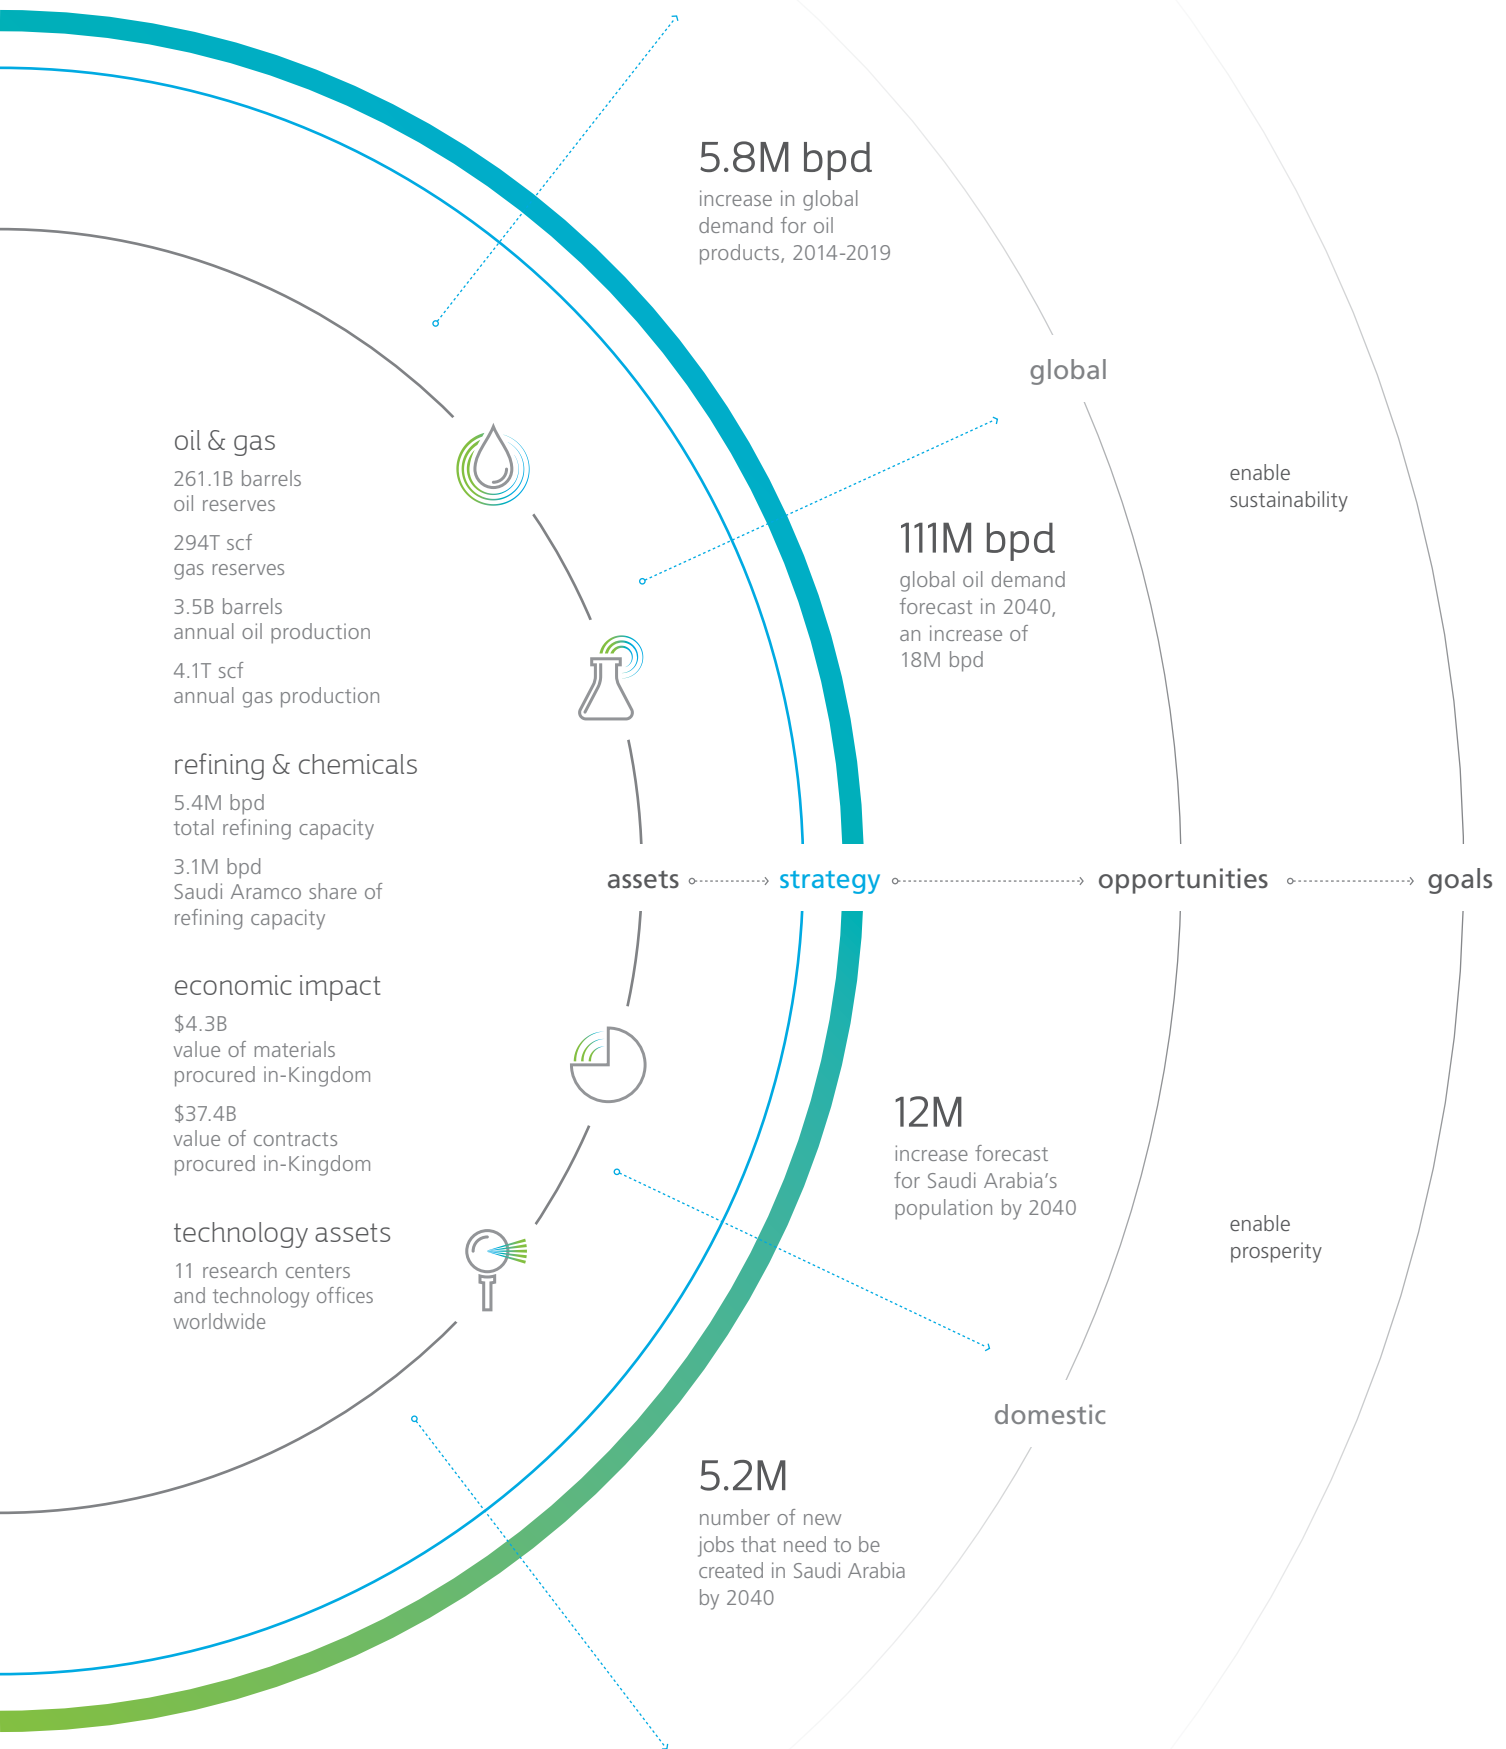 oil & gas
261.1B barrels
oil reserves
294T scf
gas reserves
3.5B barrels
annual oil production
4.1T scf
annual gas production
refining & chemicals
5.4M bpd
total refining capacity
3.1M bpd
Saudi Aramco share of
refining capacity
economic impact
$4.3B
value of materials
procured in-Kingdom
$37.4B
value of contracts
procured in-Kingdom
technology assets
11 research centers
and technology offices
worldwide
assets
strategy
opportunities
goals
5.8M bpd
increase in global
demand for oil
products, 2014-2019
global
111M bpd
global oil demand
forecast in 2040,
an increase of
18M bpd
enable
sustainability
12M
increase forecast
for Saudi Arabia's
population by 2040
enable
prosperity
domestic
5.2M
number of new
jobs that need to be
created in Saudi Arabia
by 2040